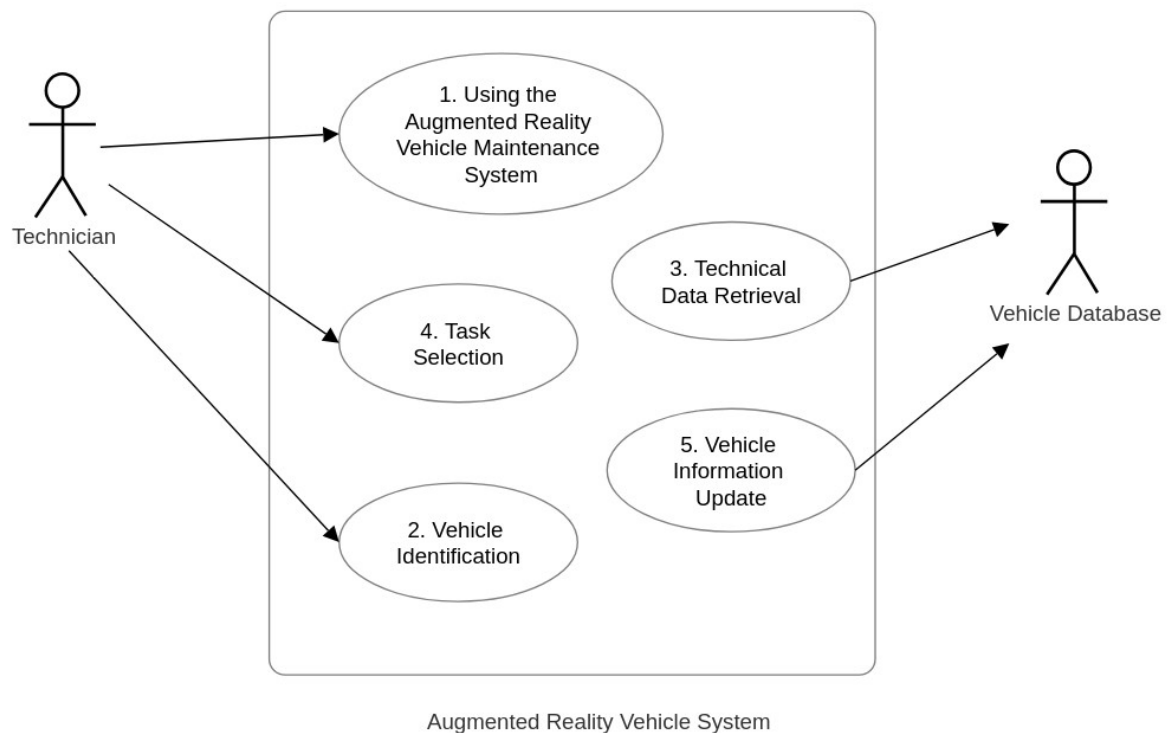 1. Using the
Augmented Reality
Vehicle Maintenance
System
Technician
3. Technical
Data Retrieval
Vehicle Database
4. Task
Selection
5. Vehicle
Information
Update
2. Vehicle
Identification
Augmented Reality Vehicle System